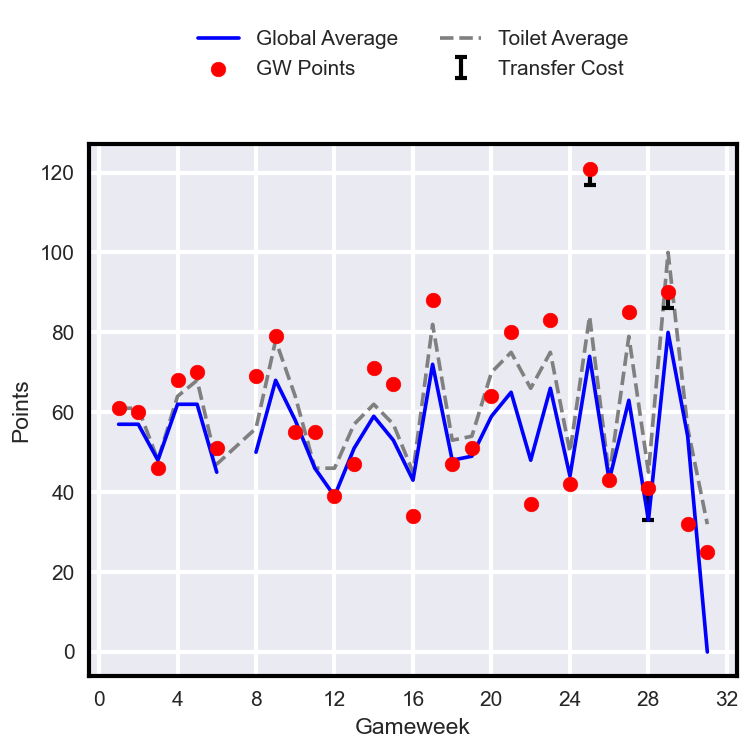 Global Average
GW Points
Toilet Average
Transfer Cost
Points
120
100
80
60
40
20
0
0 4 8 12 16 20 24 28 32
Gameweek